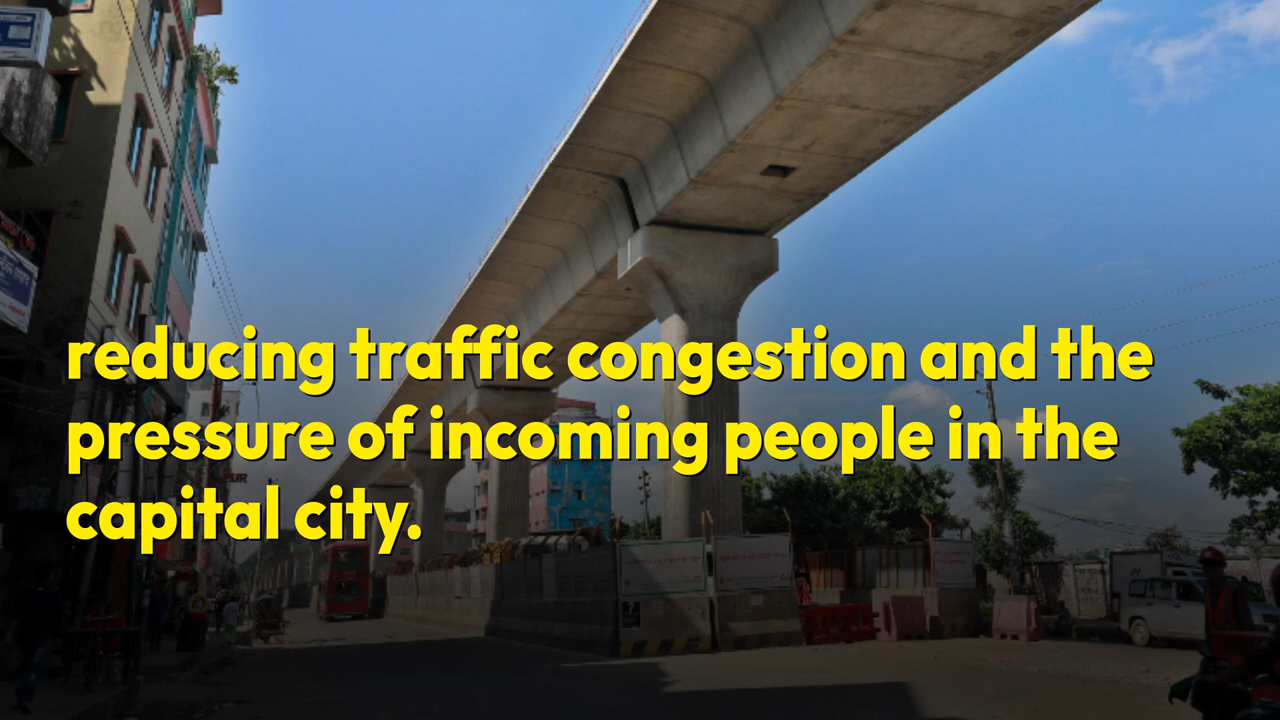 reducing traffic congestion and the
pressure of incoming people in the
capital city.